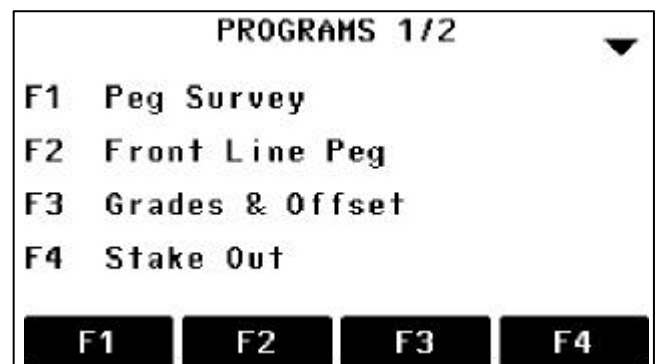 PROGRAMS 1/2
F1 Peg Survey
F2 Front Line Peg
F3 Grades & Offset
F4 Stake Out
F1 F2 F3 F4